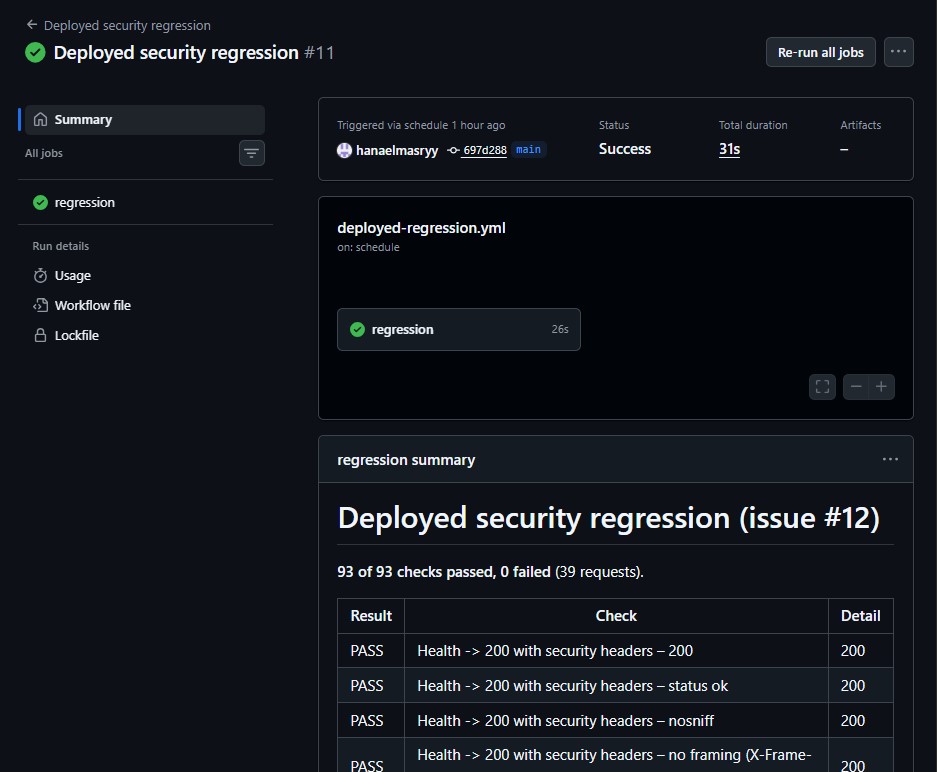 Deployed security regression
Deployed security regression #11
Re-run all jobs
Summary
All jobs
regression
Run details
Usage
Workflow file
Lockfile
Triggered via schedule 1 hour ago
hanaelmasryy 697d288 main
Status
Success
Total duration
31s
Artifacts
–
deployed-regression.yml
on: schedule
regression 26s
regression summary
Deployed security regression (issue #12)
93 of 93 checks passed, 0 failed (39 requests).
Result Check Detail
PASS Health -> 200 with security headers – 200 200
PASS Health -> 200 with security headers – status ok 200
PASS Health -> 200 with security headers – nosniff 200
Health -> 200 with security headers – no framing (X-Frame-
PASS 200